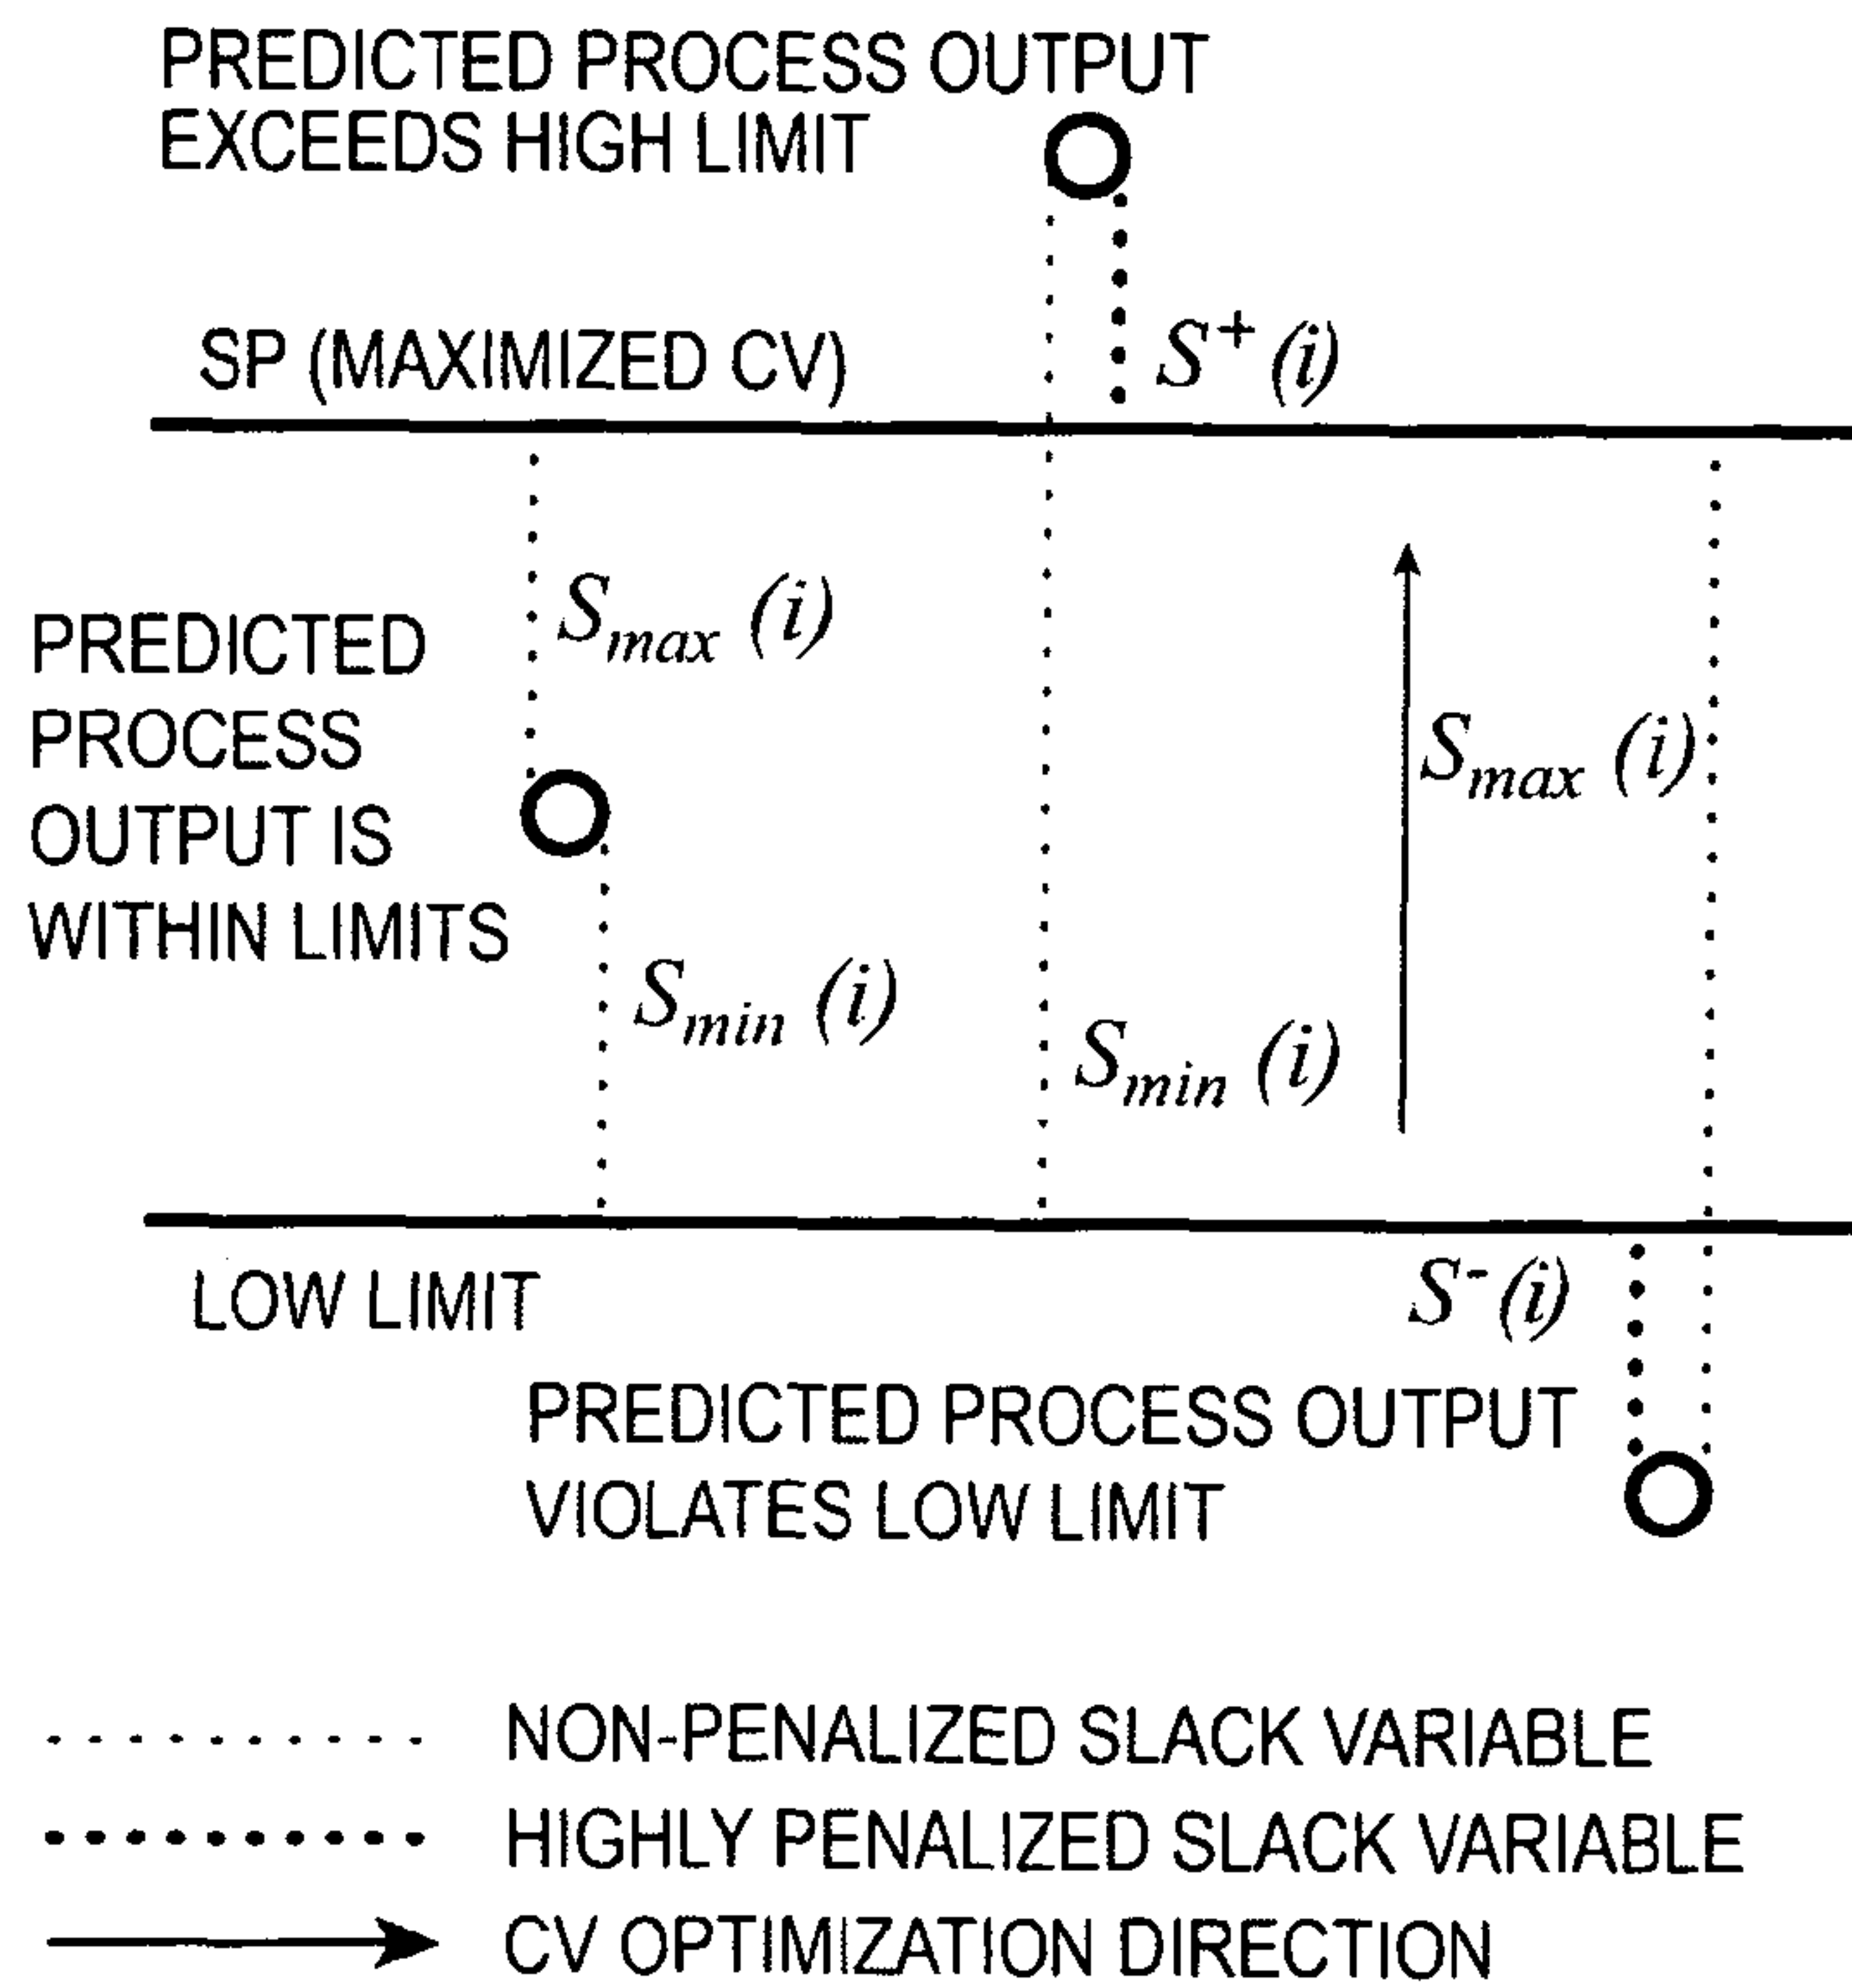 PREDICTED PROCESS OUTPUT
EXCEEDS HIGH LIMIT
SP (MAXIMIZED CV)
S⁺(i)
S_max (i)
PREDICTED
PROCESS
OUTPUT IS
WITHIN LIMITS
S_max (i)
S_min (i)
S_min (i)
LOW LIMIT
S⁻(i)
PREDICTED PROCESS OUTPUT
VIOLATES LOW LIMIT
NON-PENALIZED SLACK VARIABLE
HIGHLY PENALIZED SLACK VARIABLE
CV OPTIMIZATION DIRECTION